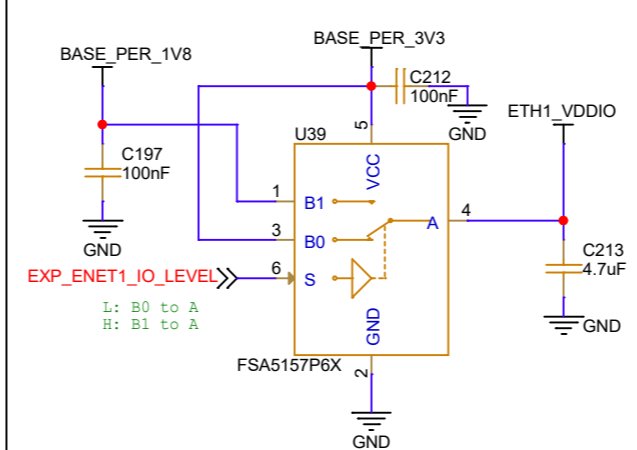 BASE_PER_3V3
BASE_PER_1V8
C212
100nF
GND
ETH1_VDDIO
U39
5
VCC
C197
100nF
GND
1
B1
3
B0
A
4
6
S
EXP_ENET1_IO_LEVEL
L: B0 to A
H: B1 to A
C213
4.7uF
GND
GND
FSA5157P6X
2
GND